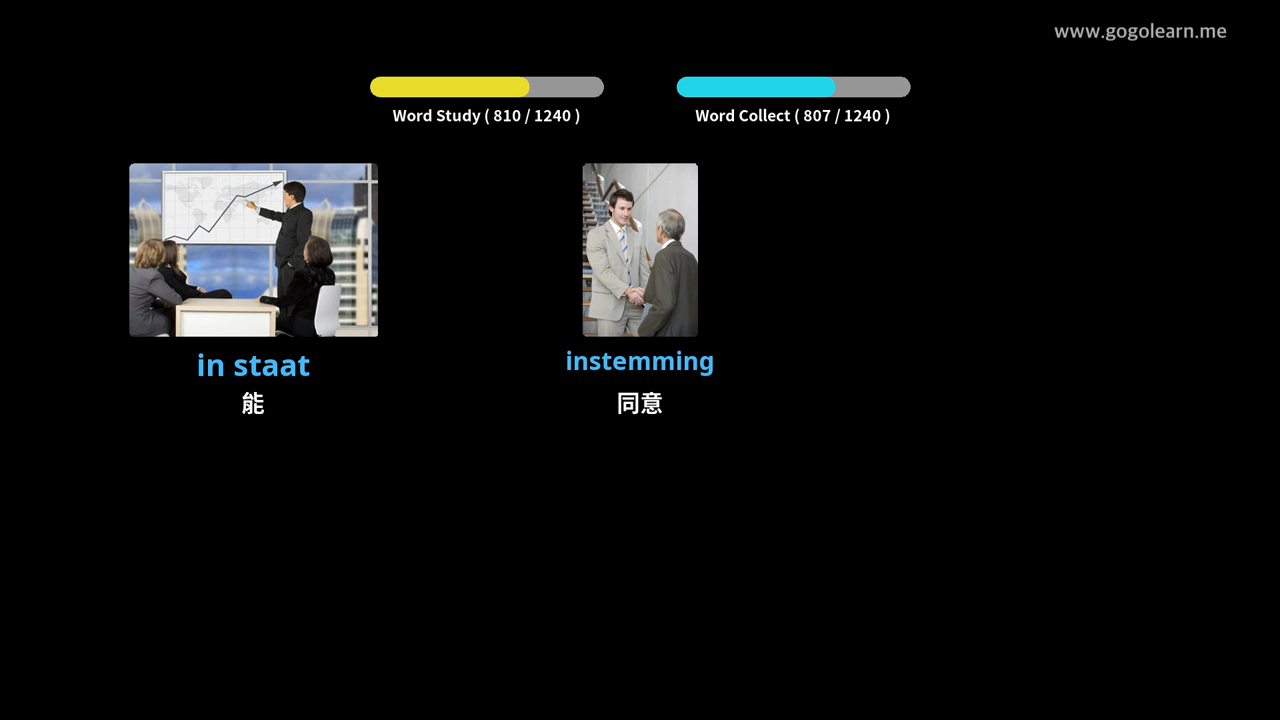 www.gogolearn.me
Word Study ( 810 / 1240 )
Word Collect ( 807 / 1240 )
in staat
能
instemming
同意